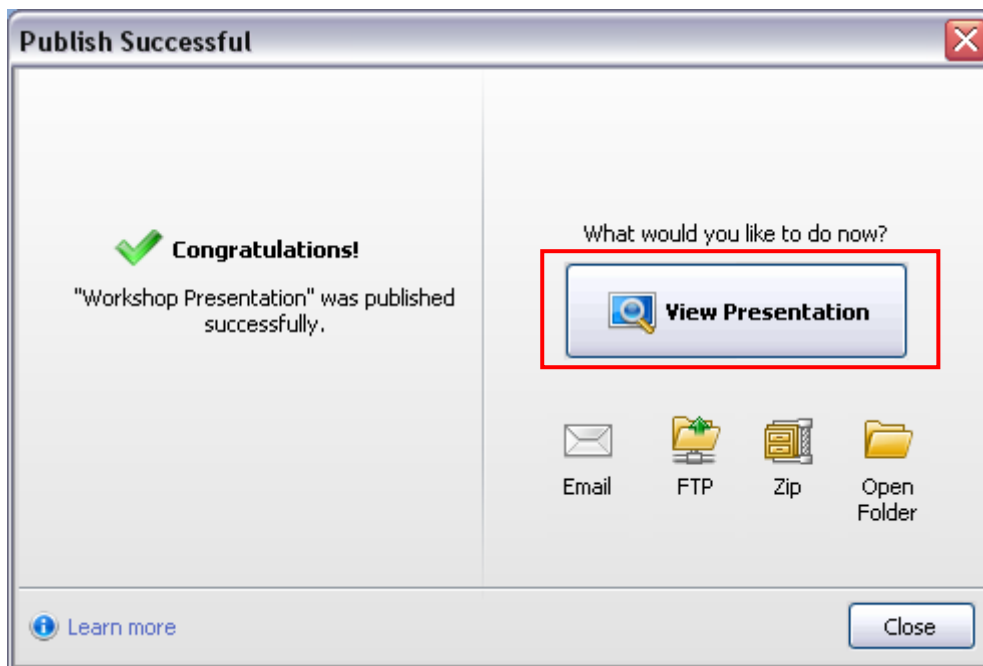 Publish Successful
Congratulations!
"Workshop Presentation" was published
successfully.
What would you like to do now?
View Presentation
Email
FTP
Zip
Open
Folder
Learn more
Close